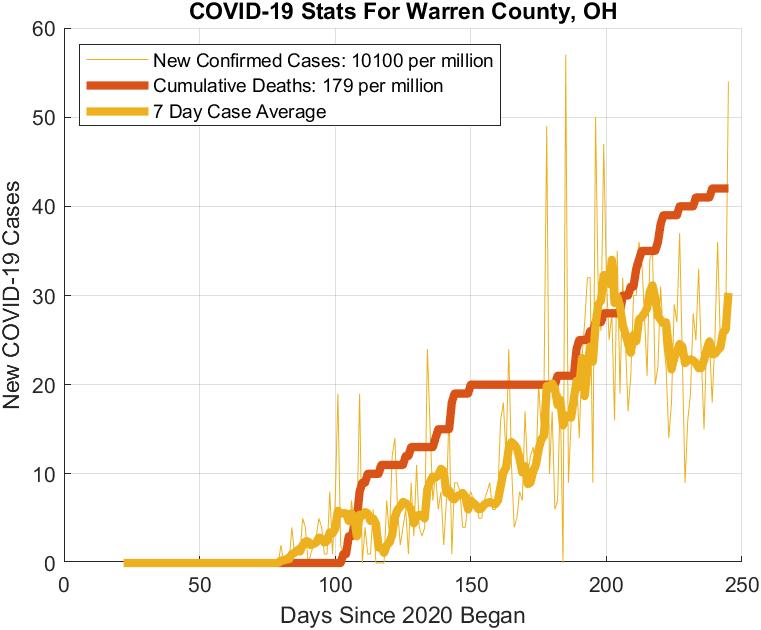 COVID-19 Stats For Warren County, OH
New Confirmed Cases: 10100 per million
Cumulative Deaths: 179 per million
7 Day Case Average
New COVID-19 Cases
60
50
40
30
20
10
0
0 50 100 150 200 250
Days Since 2020 Began